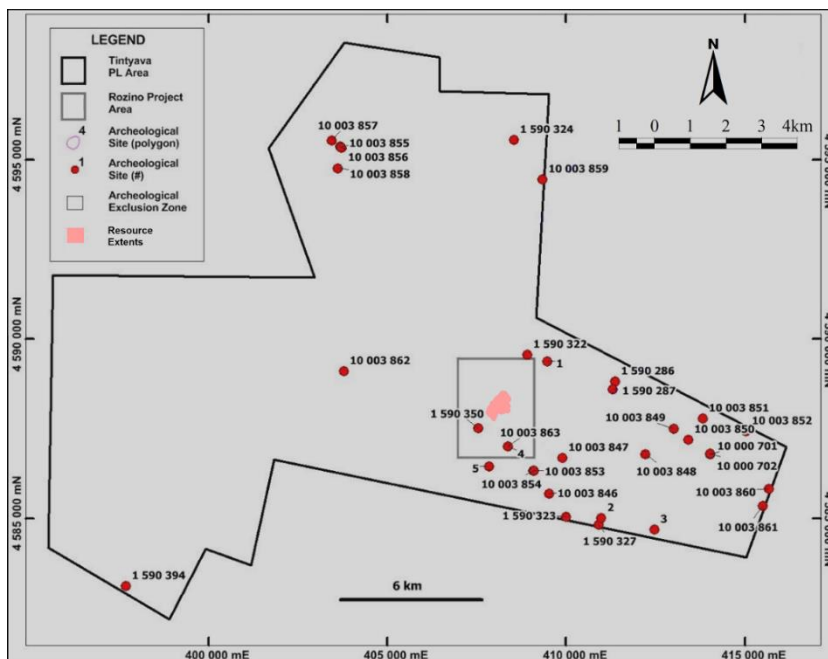 LEGEND
Tintyava
PL Area
Rozino Project
Area
4
Archeological
Site (polygon)
1
Archeological
Site (#)
Archeological
Exclusion Zone
Resource
Extents
N
1 0 1 2 3 4km
10 003 857
10 003 855
10 003 856
10 003 858
1 590 324
10 003 859
4 595 000 mN
10 003 862
1 590 322
1
4 590 000 mN
1 590 286
1 590 287
1 590 350
10 003 863
4
5
10 003 854
10 003 853
10 003 847
10 003 846
10 003 849
10 003 851
10 003 850
10 003 852
10 000 701
10 000 702
10 003 848
10 003 860
10 003 861
1 590 323
2
1 590 327
3
4 585 000 mN
1 590 394
6 km
400 000 mE
405 000 mE
410 000 mE
415 000 mE